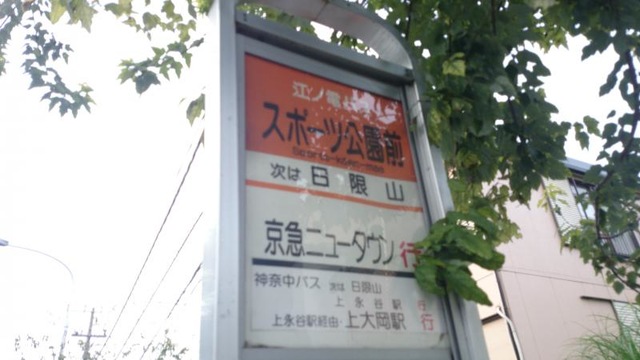 江ノ電
スポーツ公園前
次は 日限山
京急ニュータウン 行
神奈中バス 次は 日限山
上永谷駅 行
上永谷駅経由・上大岡駅 行